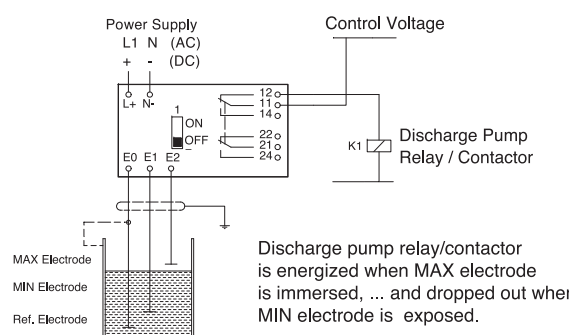 Power Supply
L1 N (AC)
+ - (DC)
Control Voltage
L+ N-
1
ON
OFF
12
11
14
22
21
24
E0 E1 E2
K1
Discharge Pump
Relay / Contactor
MAX Electrode
MIN Electrode
Ref. Electrode
Discharge pump relay/contactor
is energized when MAX electrode
is immersed, ... and dropped out when
MIN electrode is exposed.